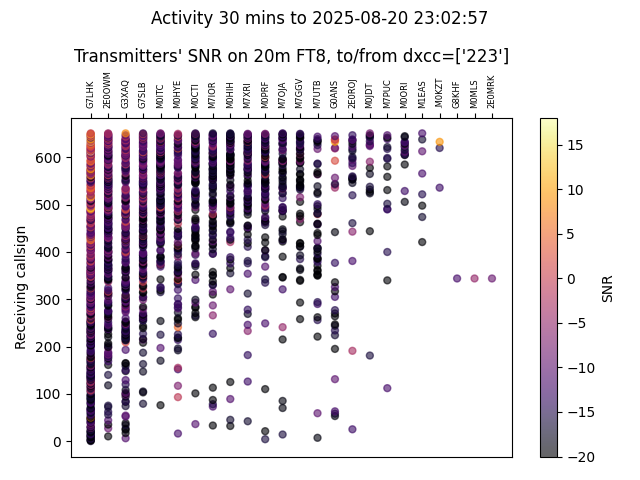 Activity 30 mins to 2025-08-20 23:02:57
Transmitters' SNR on 20m FT8, to/from dxcc=['223']
G7LHK
2E0OWM
G3XAQ
G7SLB
M0ITC
M0HYE
M0CTI
M7IOR
M0HIH
M7XRI
M0PRF
M7OJA
M7GGV
M7UTB
G0ANS
2E0ROJ
M0JDT
M7PUC
M0ORI
M1EAS
.M0KZT
G8KHF
M0MLS
2E0MRK
600
500
400
300
200
100
0
Receiving callsign
15
10
5
0
−5
−10
−15
−20
SNR